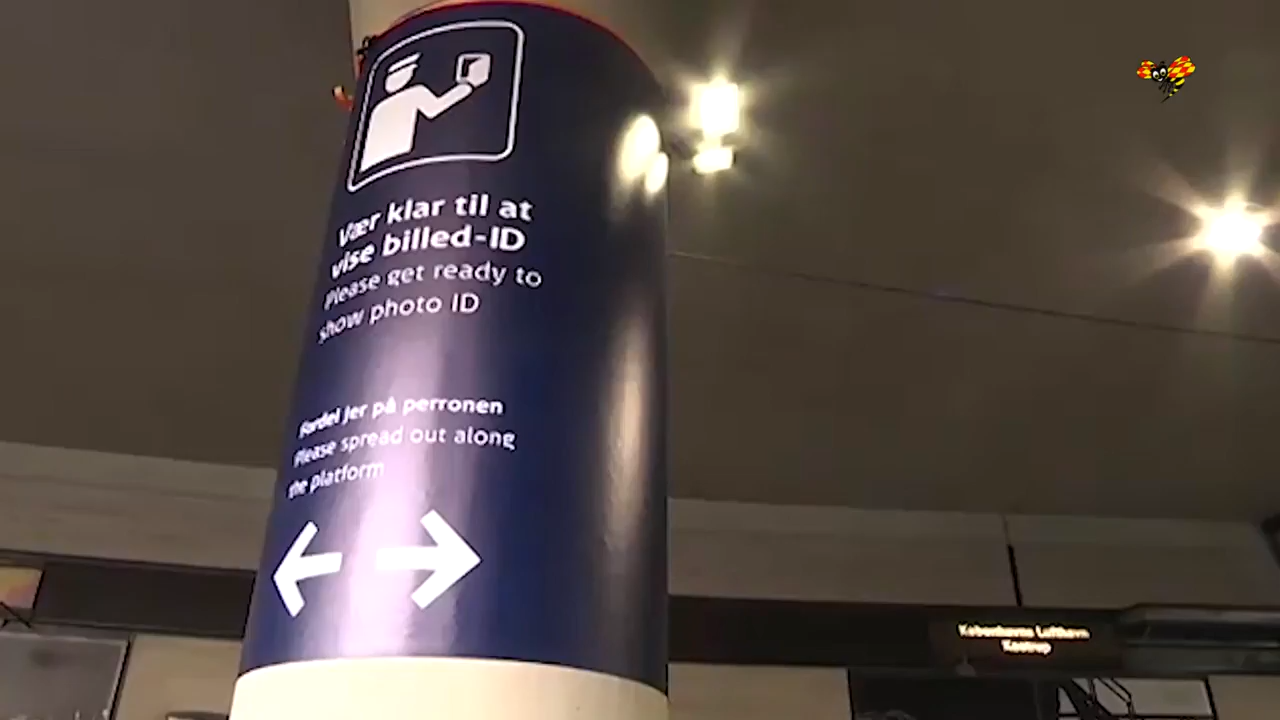 Vær klar til at
vise billed-ID
Please get ready to
show photo ID
Fordel jer på perronen
Please spread out along
the platform
Københavns Lufthavn
Kastrup